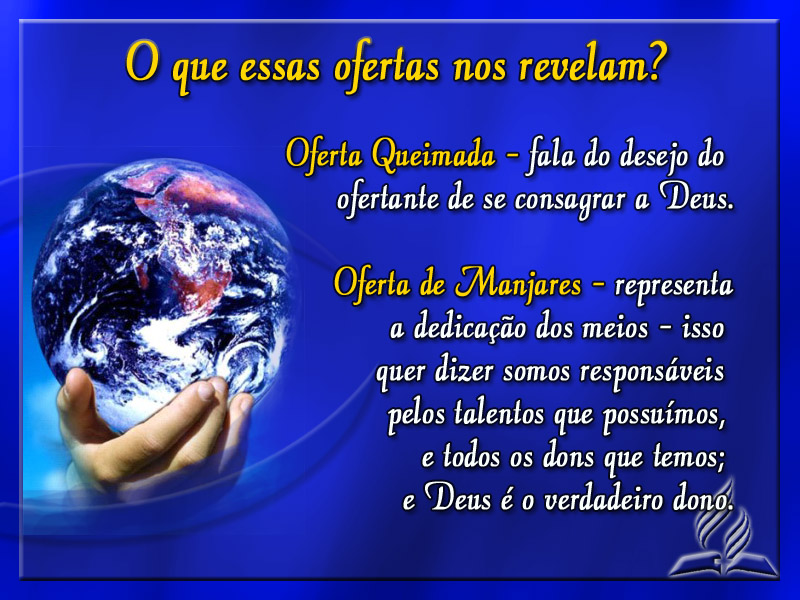 O que essas ofertas nos revelam?
Oferta Queimada - fala do desejo do
ofertante de se consagrar a Deus.
Oferta de Manjares - representa
a dedicação dos meios - isso
quer dizer somos responsáveis
pelos talentos que possuímos,
e todos os dons que temos;
e Deus é o verdadeiro dono.